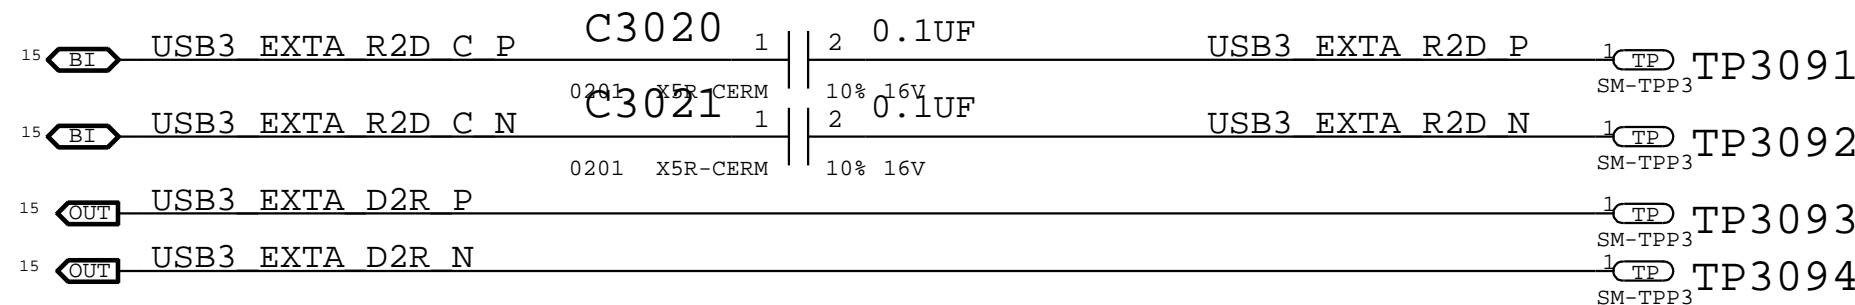 15 BI USB3_EXTA_R2D_C_P C3020 1 2 0.1UF USB3_EXTA_R2D_P 1 TP TP3091
0201 X5R-CERM 10% 16V SM-TPP3
15 BI USB3_EXTA_R2D_C_N C3021 1 2 0.1UF USB3_EXTA_R2D_N 1 TP TP3092
0201 X5R-CERM 10% 16V SM-TPP3
15 OUT USB3_EXTA_D2R_P 1 TP TP3093
SM-TPP3
15 OUT USB3_EXTA_D2R_N 1 TP TP3094
SM-TPP3